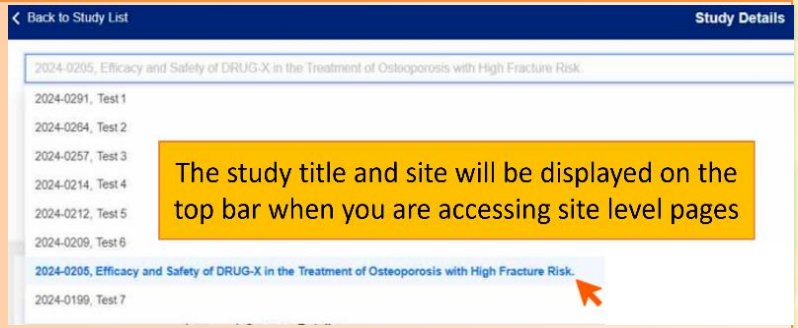 Back to Study List
Study Details
2024-0205, Efficacy and Safety of DRUG-X in the Treatment of Osteoporosis with High Fracture Risk.
2024-0291, Test 1
2024-0264, Test 2
2024-0257, Test 3
2024-0214, Test 4
2024-0212, Test 5
2024-0209, Test 6
2024-0205, Efficacy and Safety of DRUG-X in the Treatment of Osteoporosis with High Fracture Risk.
2024-0199, Test 7
The study title and site will be displayed on the
top bar when you are accessing site level pages